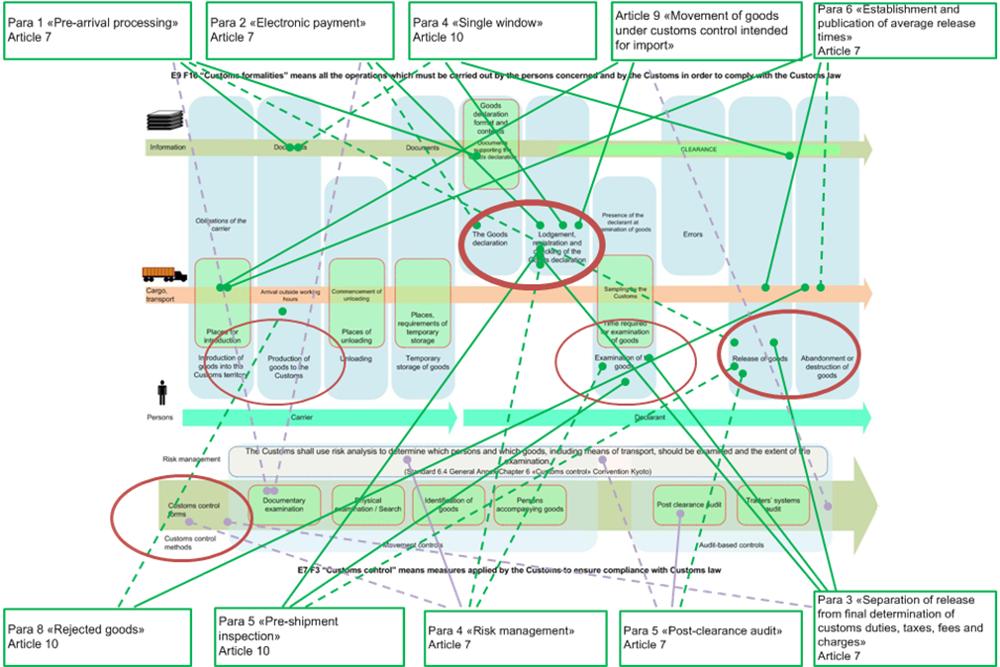 Para 1 «Pre-arrival processing»
Article 7
Para 2 «Electronic payment»
Article 7
Para 4 «Single window»
Article 10
Article 9 «Movement of goods
under customs control intended
for import»
Para 6 «Establishment and
publication of average release
times»
Article 7
E9 F16 "Customs formalities" means all the operations which must be carried out by the persons concerned and by the Customs in order to comply with the Customs law
Information
Documents
Goods
declaration
format and
contents
Documents
supporting the
Goods declaration
CLEARANCE
Obligations of the
carrier
The Goods
declaration
Lodgement,
registration and
checking of the
Goods declaration
Presence of the
declarant at
examination of goods
Errors
Cargo,
transport
Places for
introduction
Arrival outside working
hours
Commencement of
unloading
Places of
unloading
Places,
requirements of
temporary
storage
Sampling by the
Customs
Time required
for examination
of goods
Introduction of
goods into the
Customs territory
Production of
goods to the
Customs
Unloading
Temporary
storage of goods
Examination of the
goods
Release of goods
Abandonment or
destruction of
goods
Persons
Carrier
Declarant
Risk management
The Customs shall use risk analysis to determine which persons and which goods, including means of transport, should be examined and the extent of the
examination.
(Standard 6.4 General Annex Chapter 6 «Customs control» Convention Kyoto)
Customs control
forms
Documentary
examination
Physical
examination / Search
Identification of
goods
Persons
accompanying goods
Post clearance audit
Traders' systems
audit
Customs control
methods
Movement controls
Audit-based controls
E7 F3 "Customs control" means measures applied by the Customs to ensure compliance with Customs law
Para 8 «Rejected goods»
Article 10
Para 5 «Pre-shipment
inspection»
Article 10
Para 4 «Risk management»
Article 7
Para 5 «Post-clearance audit»
Article 7
Para 3 «Separation of release
from final determination of
customs duties, taxes, fees and
charges»
Article 7